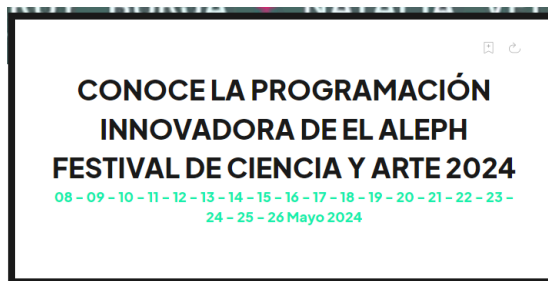 CONOCE LA PROGRAMACIÓN
INNOVADORA DE EL ALEPH
FESTIVAL DE CIENCIA Y ARTE 2024
08 - 09 - 10 - 11 - 12 - 13 - 14 - 15 - 16 - 17 - 18 - 19 - 20 - 21 - 22 - 23 -
24 - 25 - 26 Mayo 2024